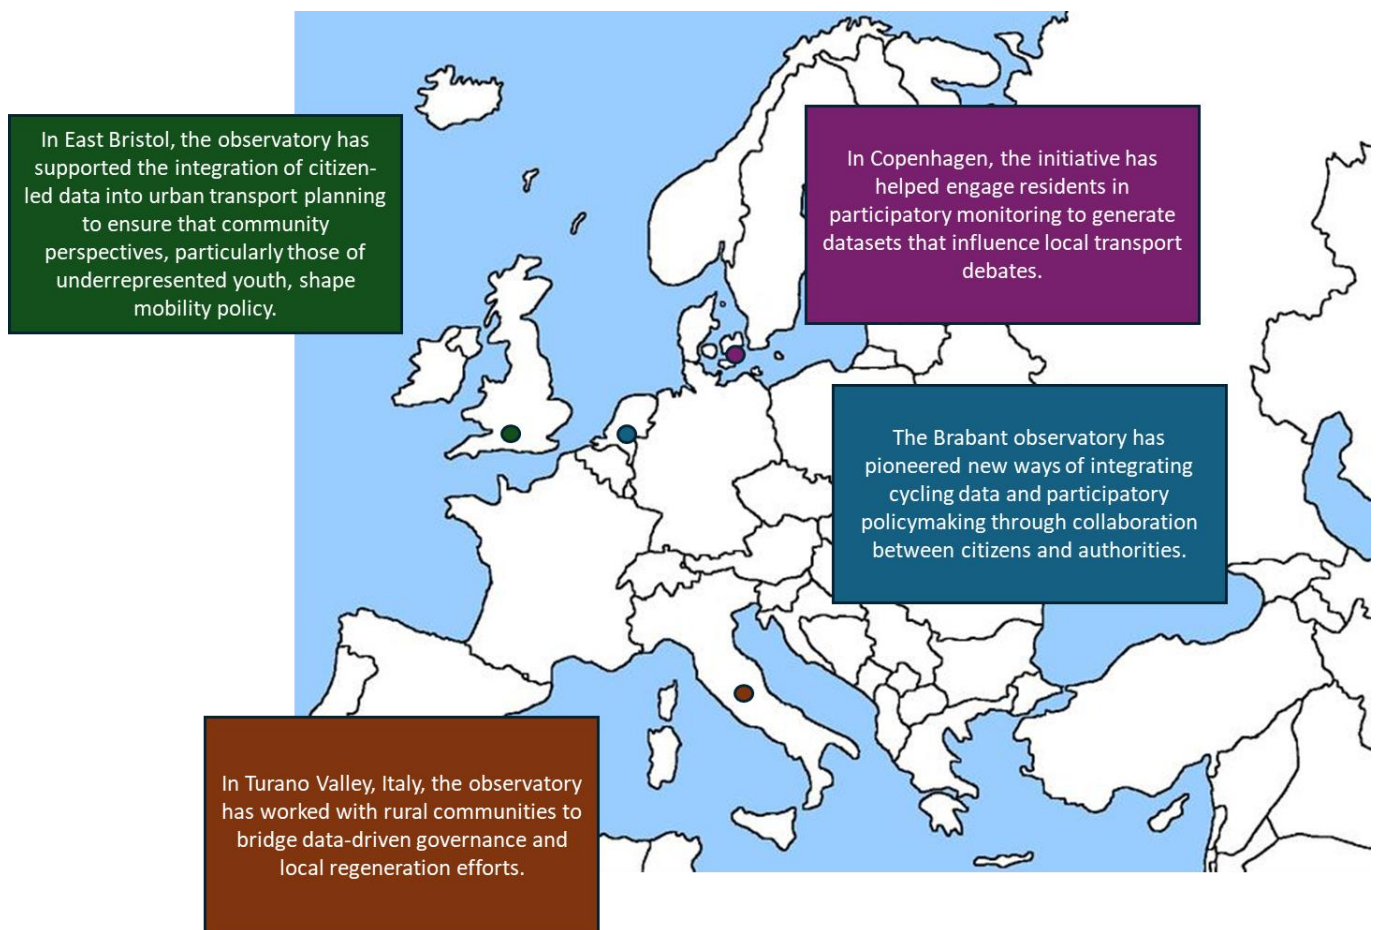 In East Bristol, the observatory has
supported the integration of citizen-
led data into urban transport planning
to ensure that community
perspectives, particularly those of
underrepresented youth, shape
mobility policy.
In Copenhagen, the initiative has
helped engage residents in
participatory monitoring to generate
datasets that influence local transport
debates.
The Brabant observatory has
pioneered new ways of integrating
cycling data and participatory
policymaking through collaboration
between citizens and authorities.
In Turano Valley, Italy, the observatory
has worked with rural communities to
bridge data-driven governance and
local regeneration efforts.